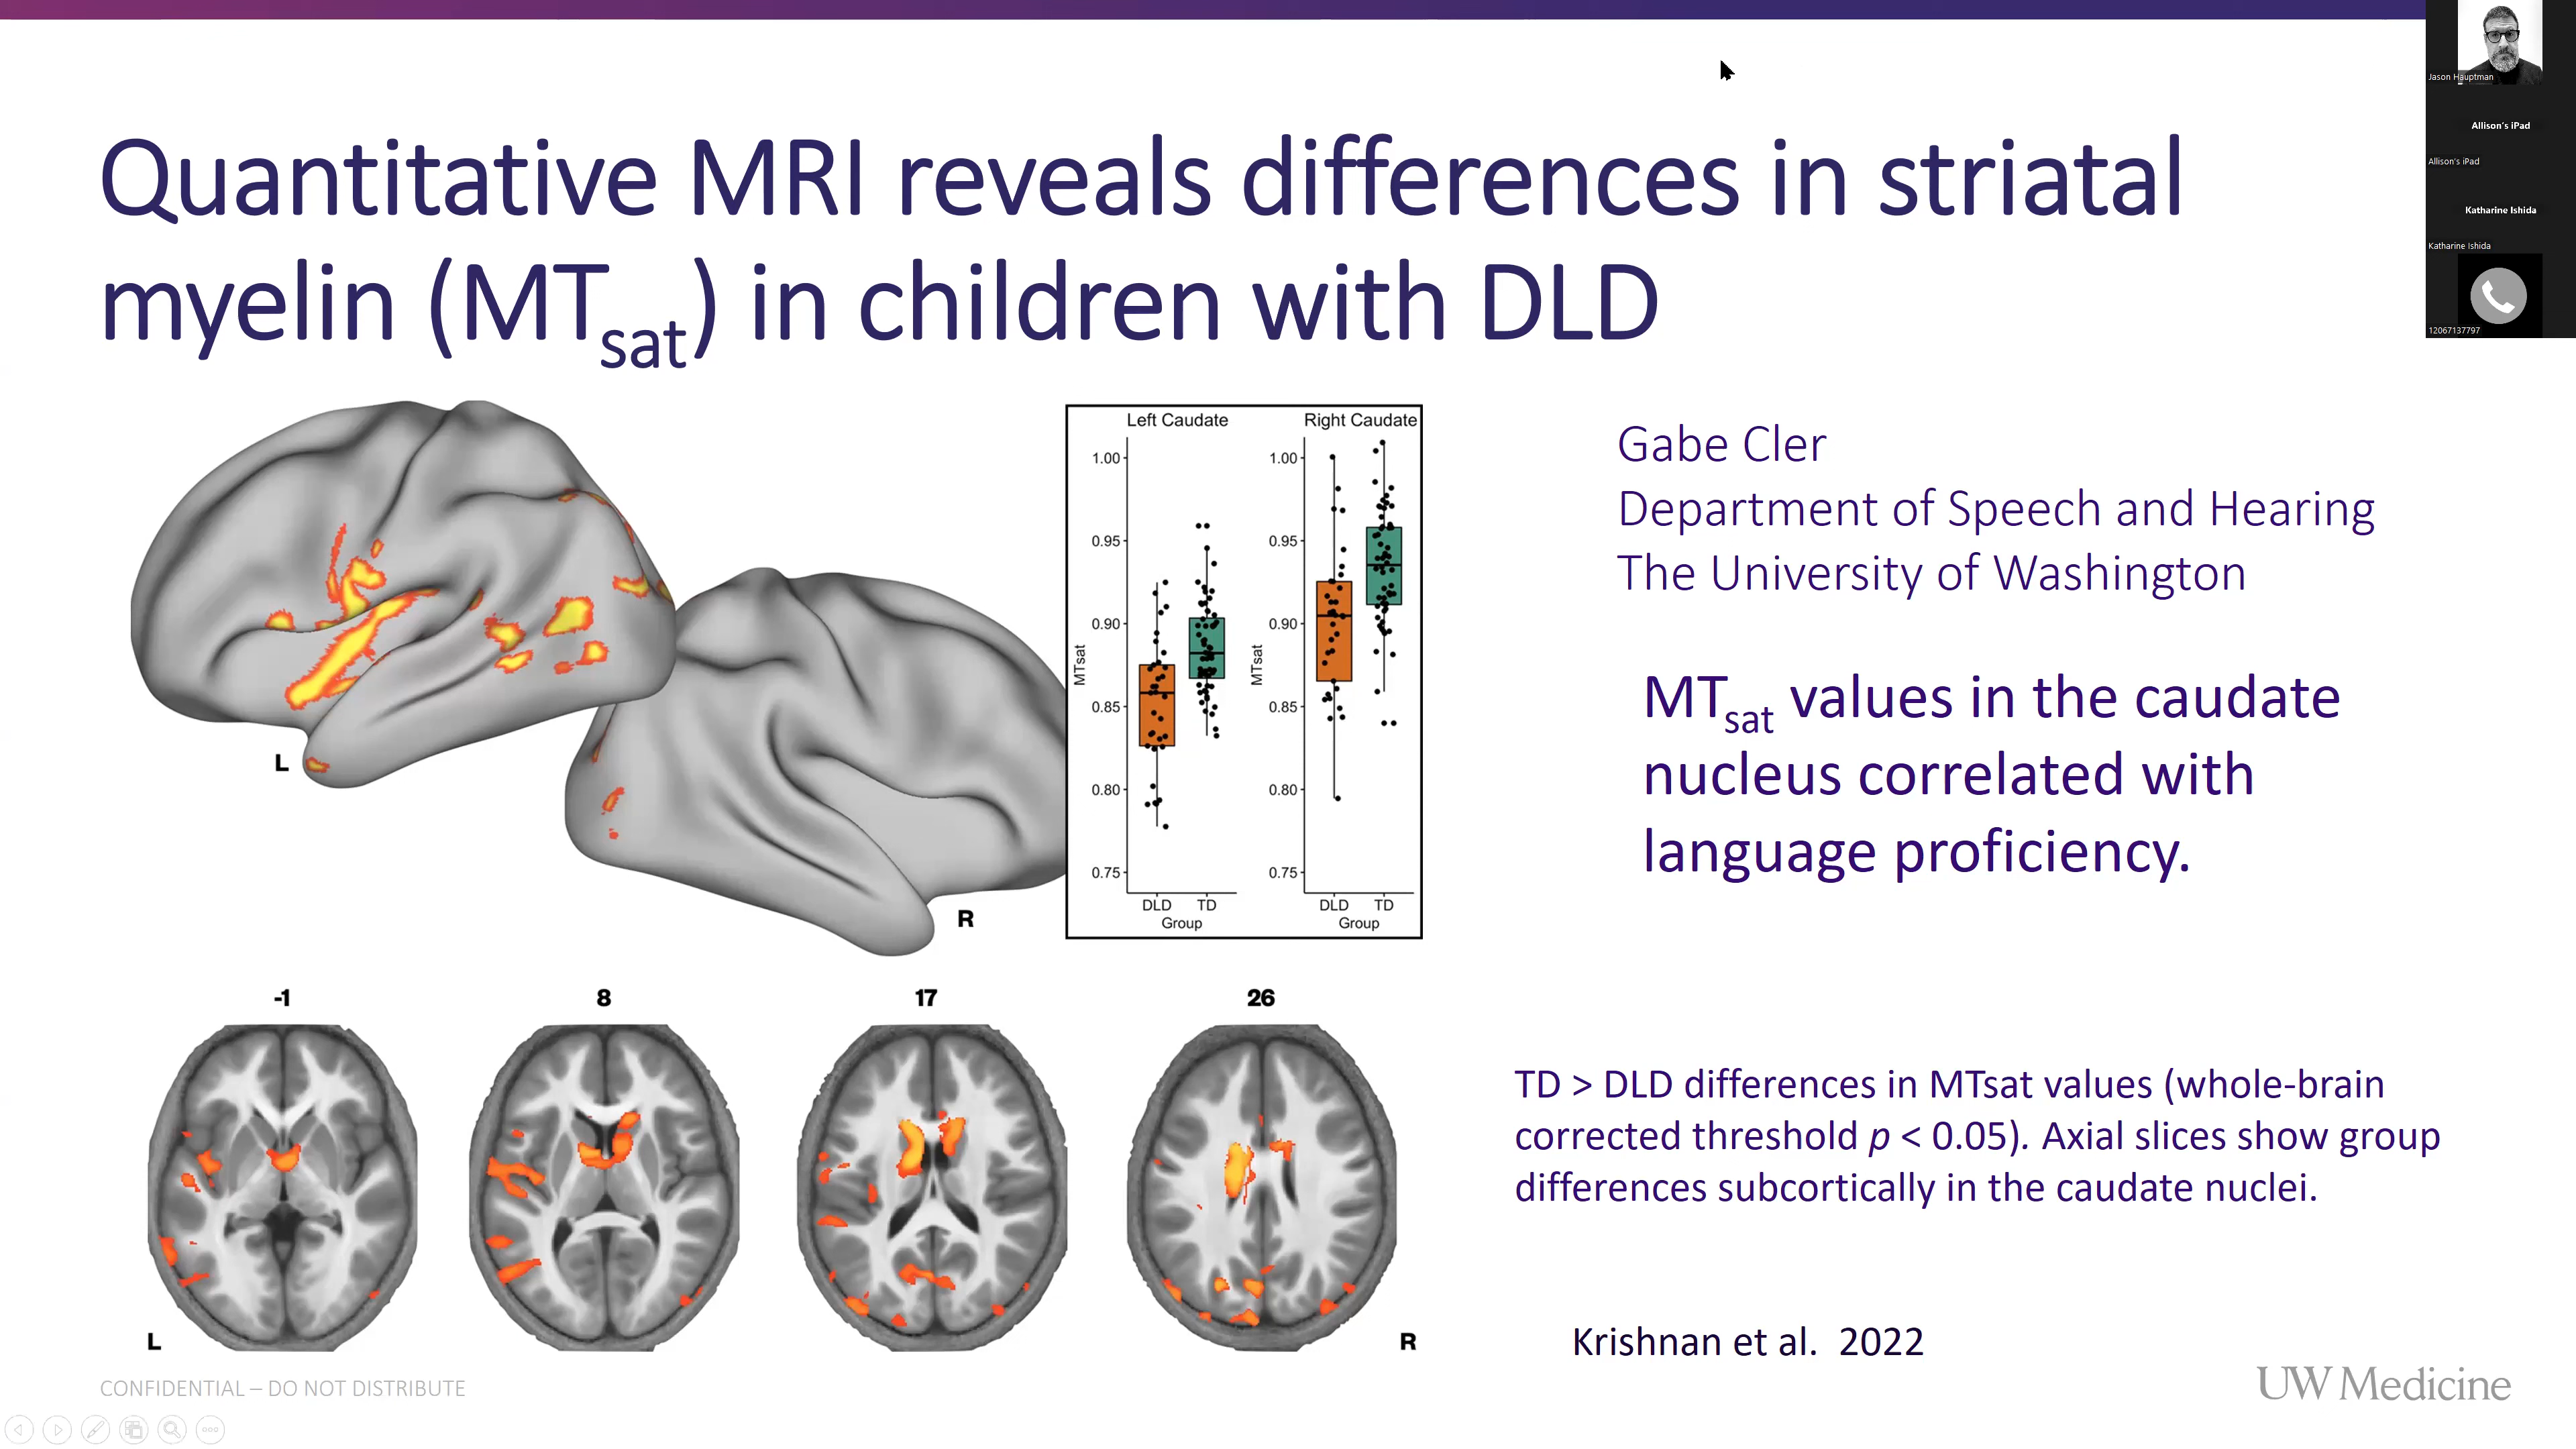 Quantitative MRI reveals differences in striatal
myelin (MTsat) in children with DLD
Jason Hauptman
Allison's iPad
Allison's iPad
Katharine Ishida
Katharine Ishida
12067137797
Left Caudate
Right Caudate
1.00
0.95
0.90
0.85
0.80
0.75
MTsat
DLD TD
Group
1.00
0.95
0.90
0.85
0.80
0.75
MTsat
DLD TD
Group
L
R
Gabe Cler
Department of Speech and Hearing
The University of Washington
MTsat values in the caudate
nucleus correlated with
language proficiency.
-1 8 17 26
L
R
TD > DLD differences in MTsat values (whole-brain
corrected threshold p < 0.05). Axial slices show group
differences subcortically in the caudate nuclei.
Krishnan et al. 2022
CONFIDENTIAL – DO NOT DISTRIBUTE
UW Medicine